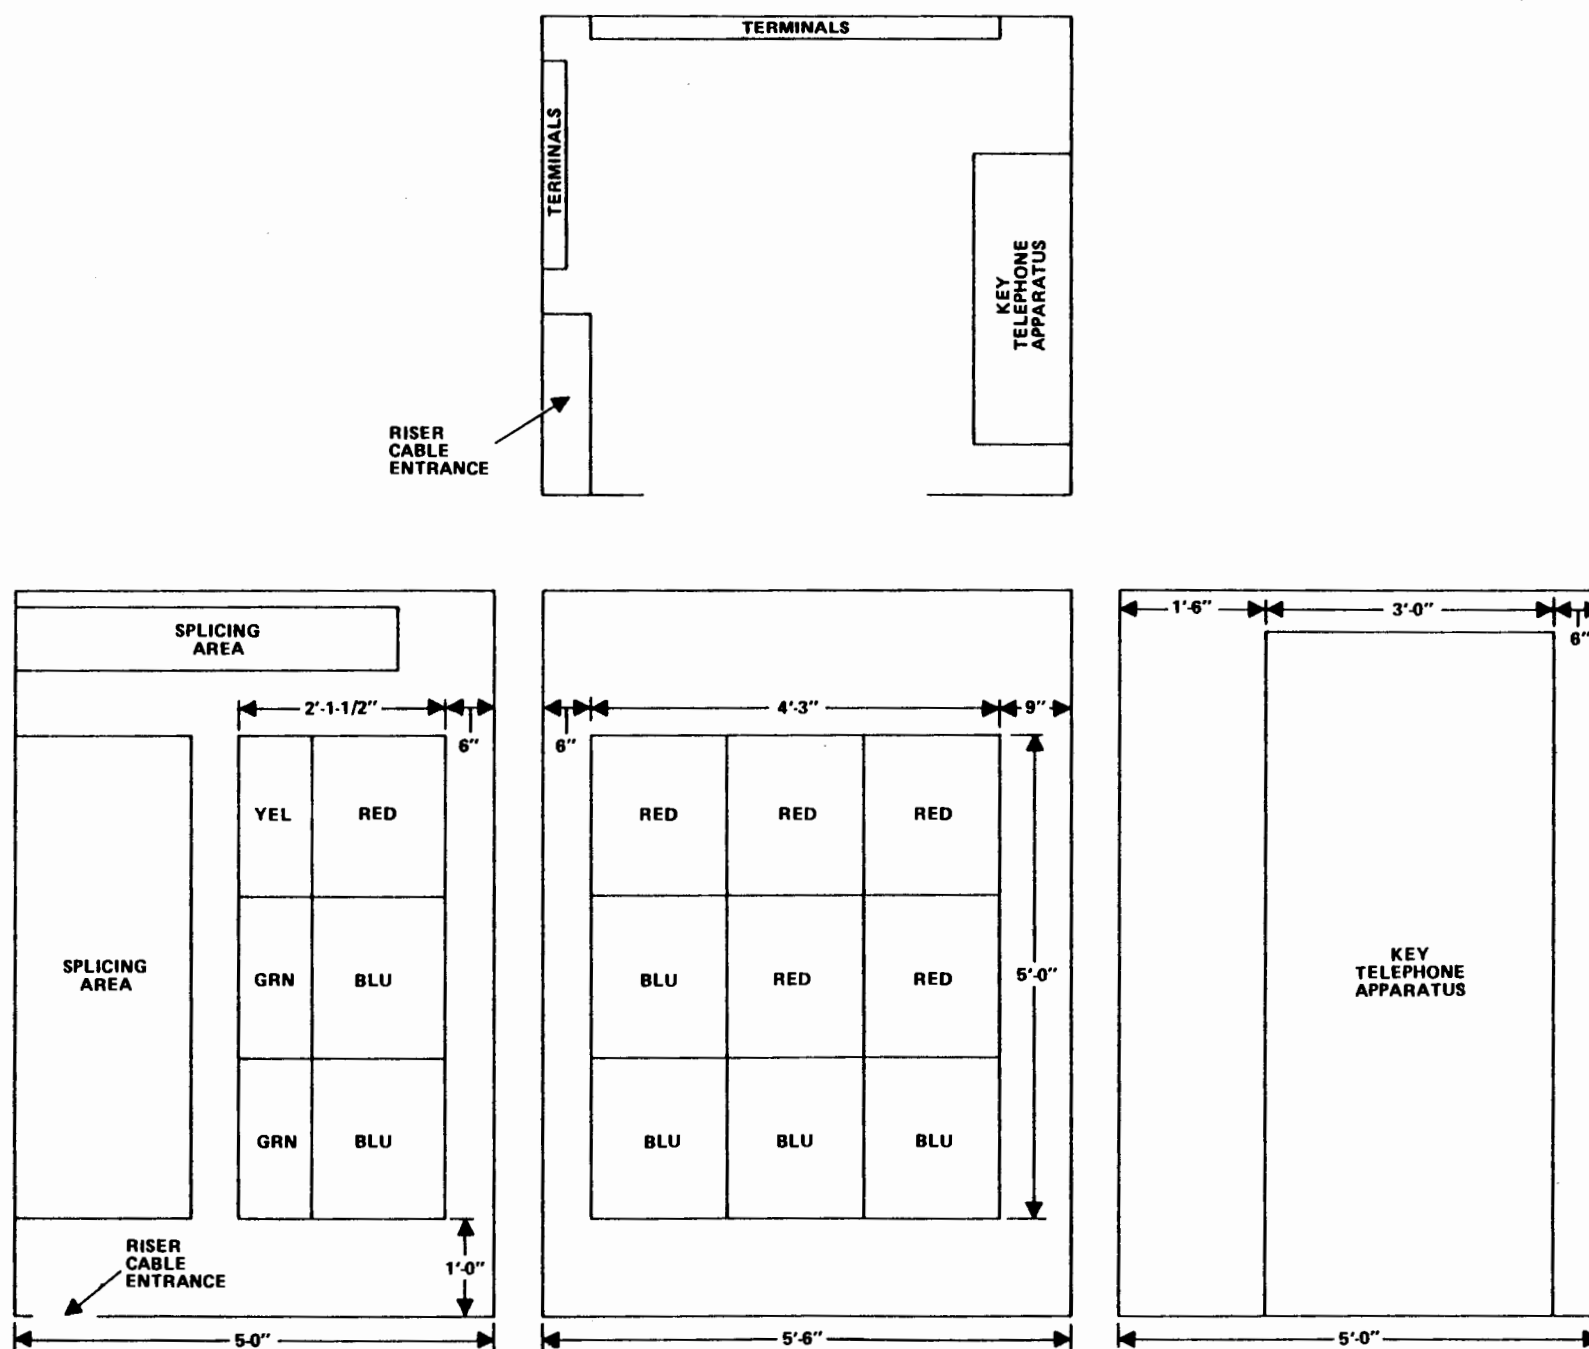 TERMINALS
TERMINALS
KEY
TELEPHONE
APPARATUS
RISER
CABLE
ENTRANCE
SPLICING
AREA
2'-1-1/2"
6"
YEL
RED
SPLICING
AREA
GRN
BLU
GRN
BLU
RISER
CABLE
ENTRANCE
1'-0"
5-0"
6"
4'-3"
9"
RED
RED
RED
BLU
RED
RED
5'-0"
BLU
BLU
BLU
5'-6"
1'-6"
3'-0"
6"
KEY
TELEPHONE
APPARATUS
5'-0"